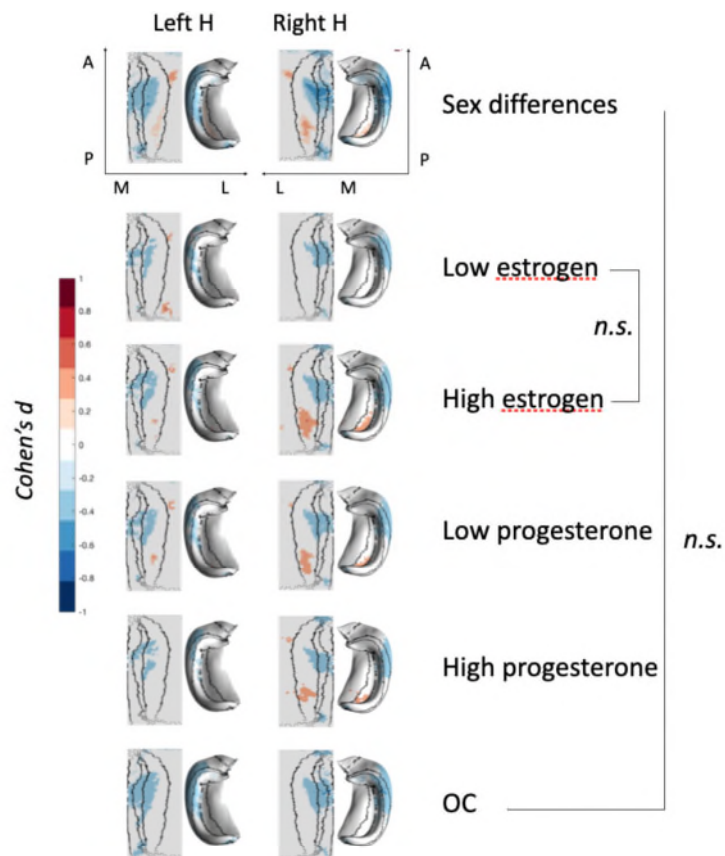 Left H Right H
A A
Sex differences
P P
M L L M
Low estrogen
n.s.
High estrogen
Cohen's d
1
0.8
0.6
0.4
0.2
0
-0.2
-0.4
-0.6
-0.8
-1
Low progesterone
n.s.
High progesterone
OC